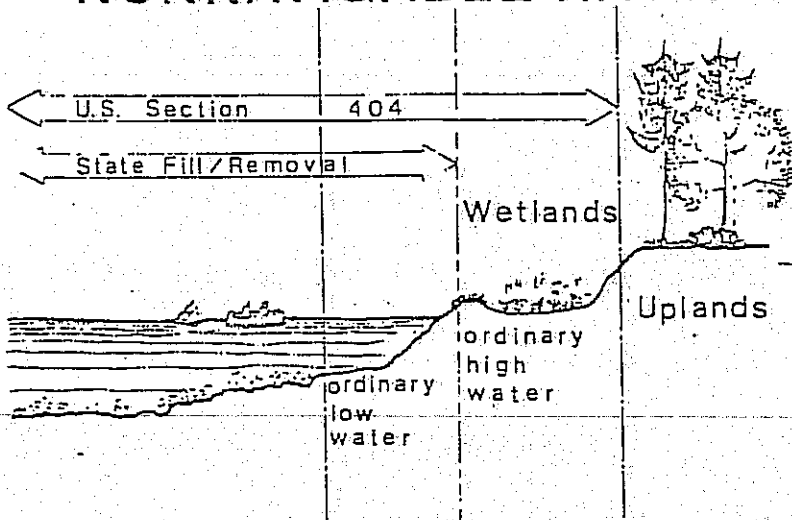 U.S. Section 404
State Fill/Removal
Wetlands
Uplands
ordinary
high
water
ordinary
low
water